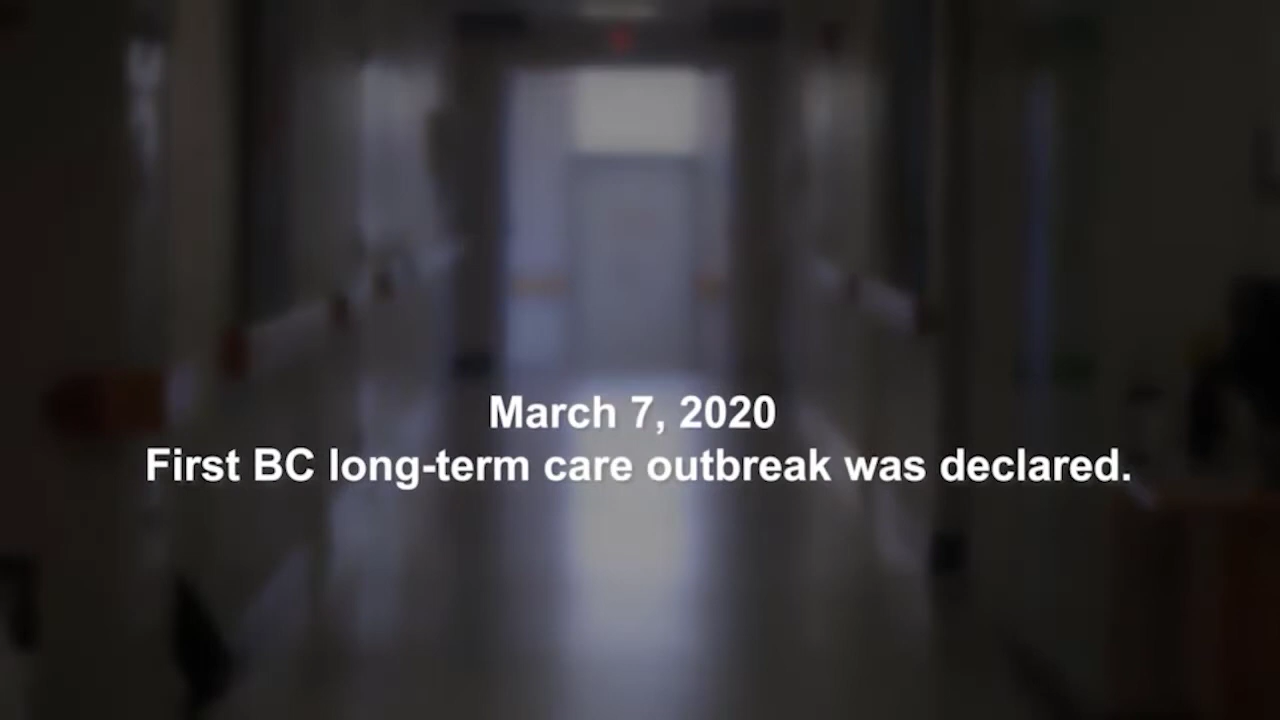 March 7, 2020
First BC long-term care outbreak was declared.